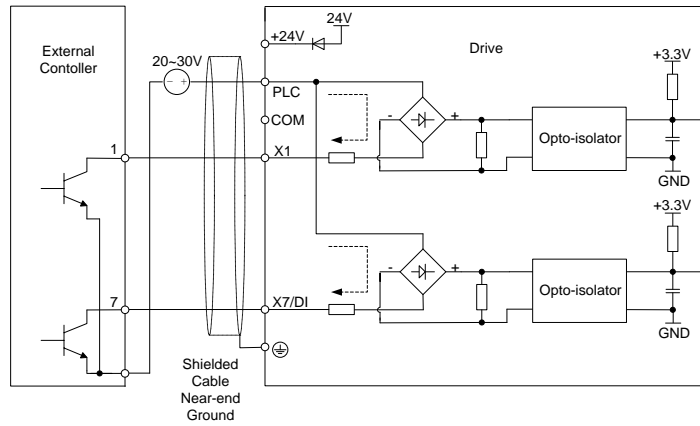 External
Contoller
20~30V
- +
+24V
24V
Drive
PLC
COM
1
X1
- +
Opto-isolator
+3.3V
GND
7
X7/DI
- +
Opto-isolator
+3.3V
GND
Shielded
Cable
Near-end
Ground